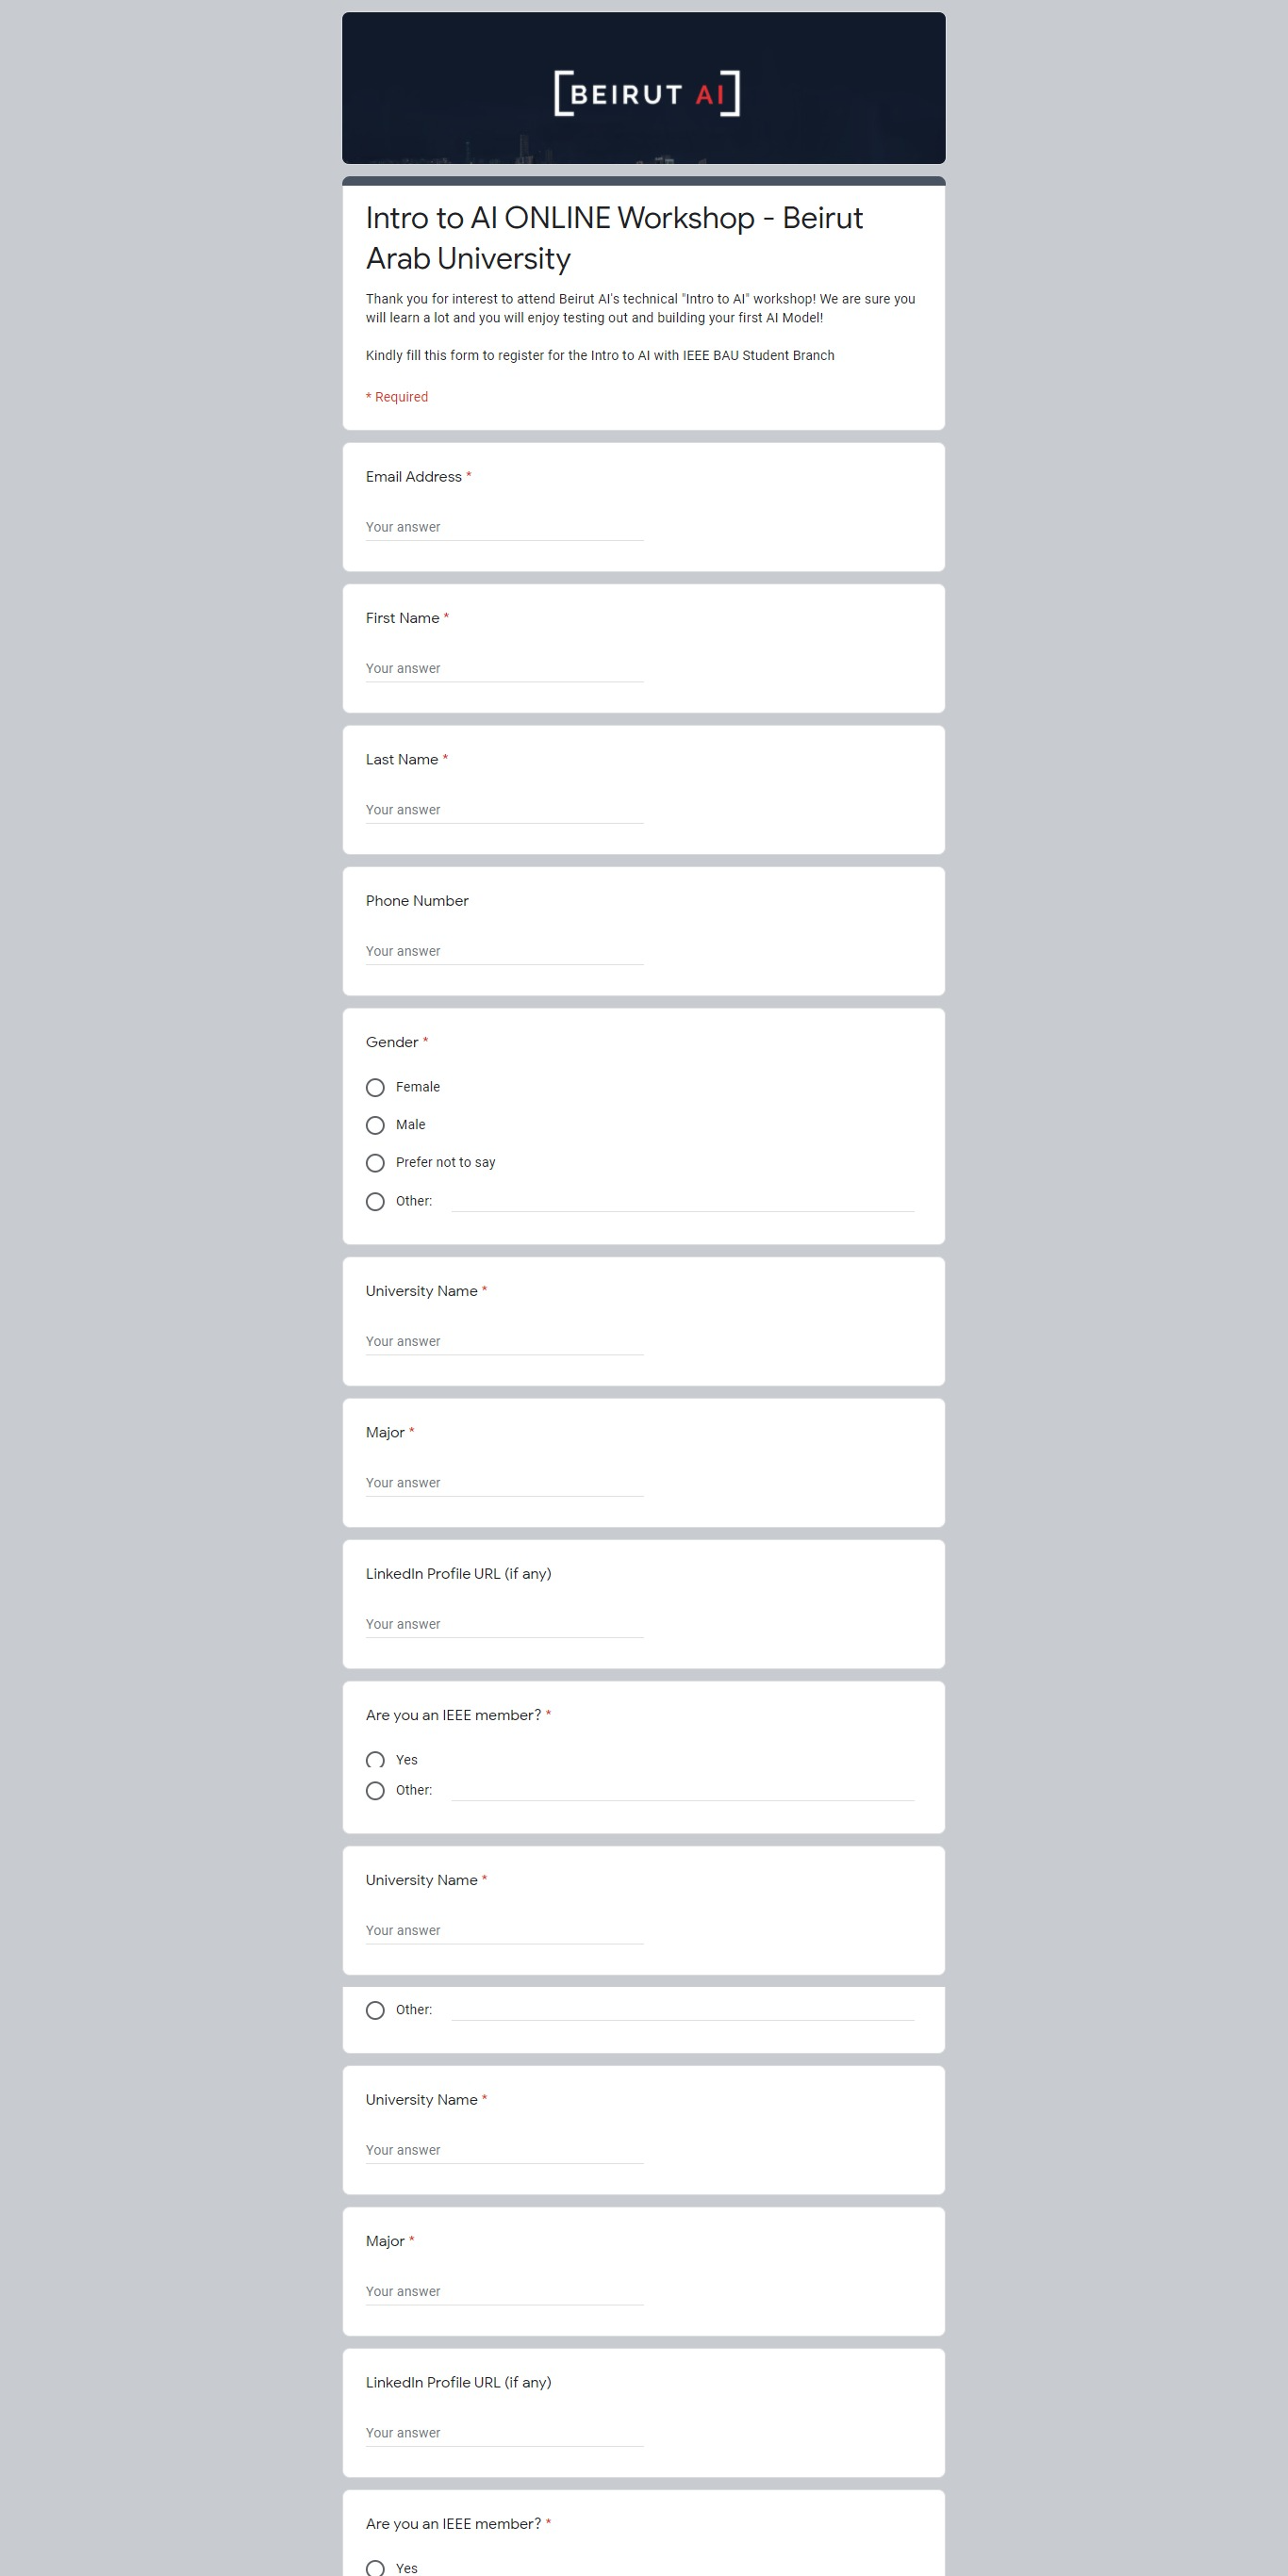 [BEIRUT AI]
Intro to AI ONLINE Workshop - Beirut
Arab University
Thank you for interest to attend Beirut AI's technical "Intro to AI" workshop! We are sure you
will learn a lot and you will enjoy testing out and building your first AI Model!
Kindly fill this form to register for the Intro to AI with IEEE BAU Student Branch
* Required
Email Address *
Your answer
First Name *
Your answer
Last Name *
Your answer
Phone Number
Your answer
Gender *
Female
Male
Prefer not to say
Other:
University Name *
Your answer
Major *
Your answer
LinkedIn Profile URL (if any)
Your answer
Are you an IEEE member? *
Yes
Other:
University Name *
Your answer
Other:
University Name *
Your answer
Major *
Your answer
LinkedIn Profile URL (if any)
Your answer
Are you an IEEE member? *
Yes